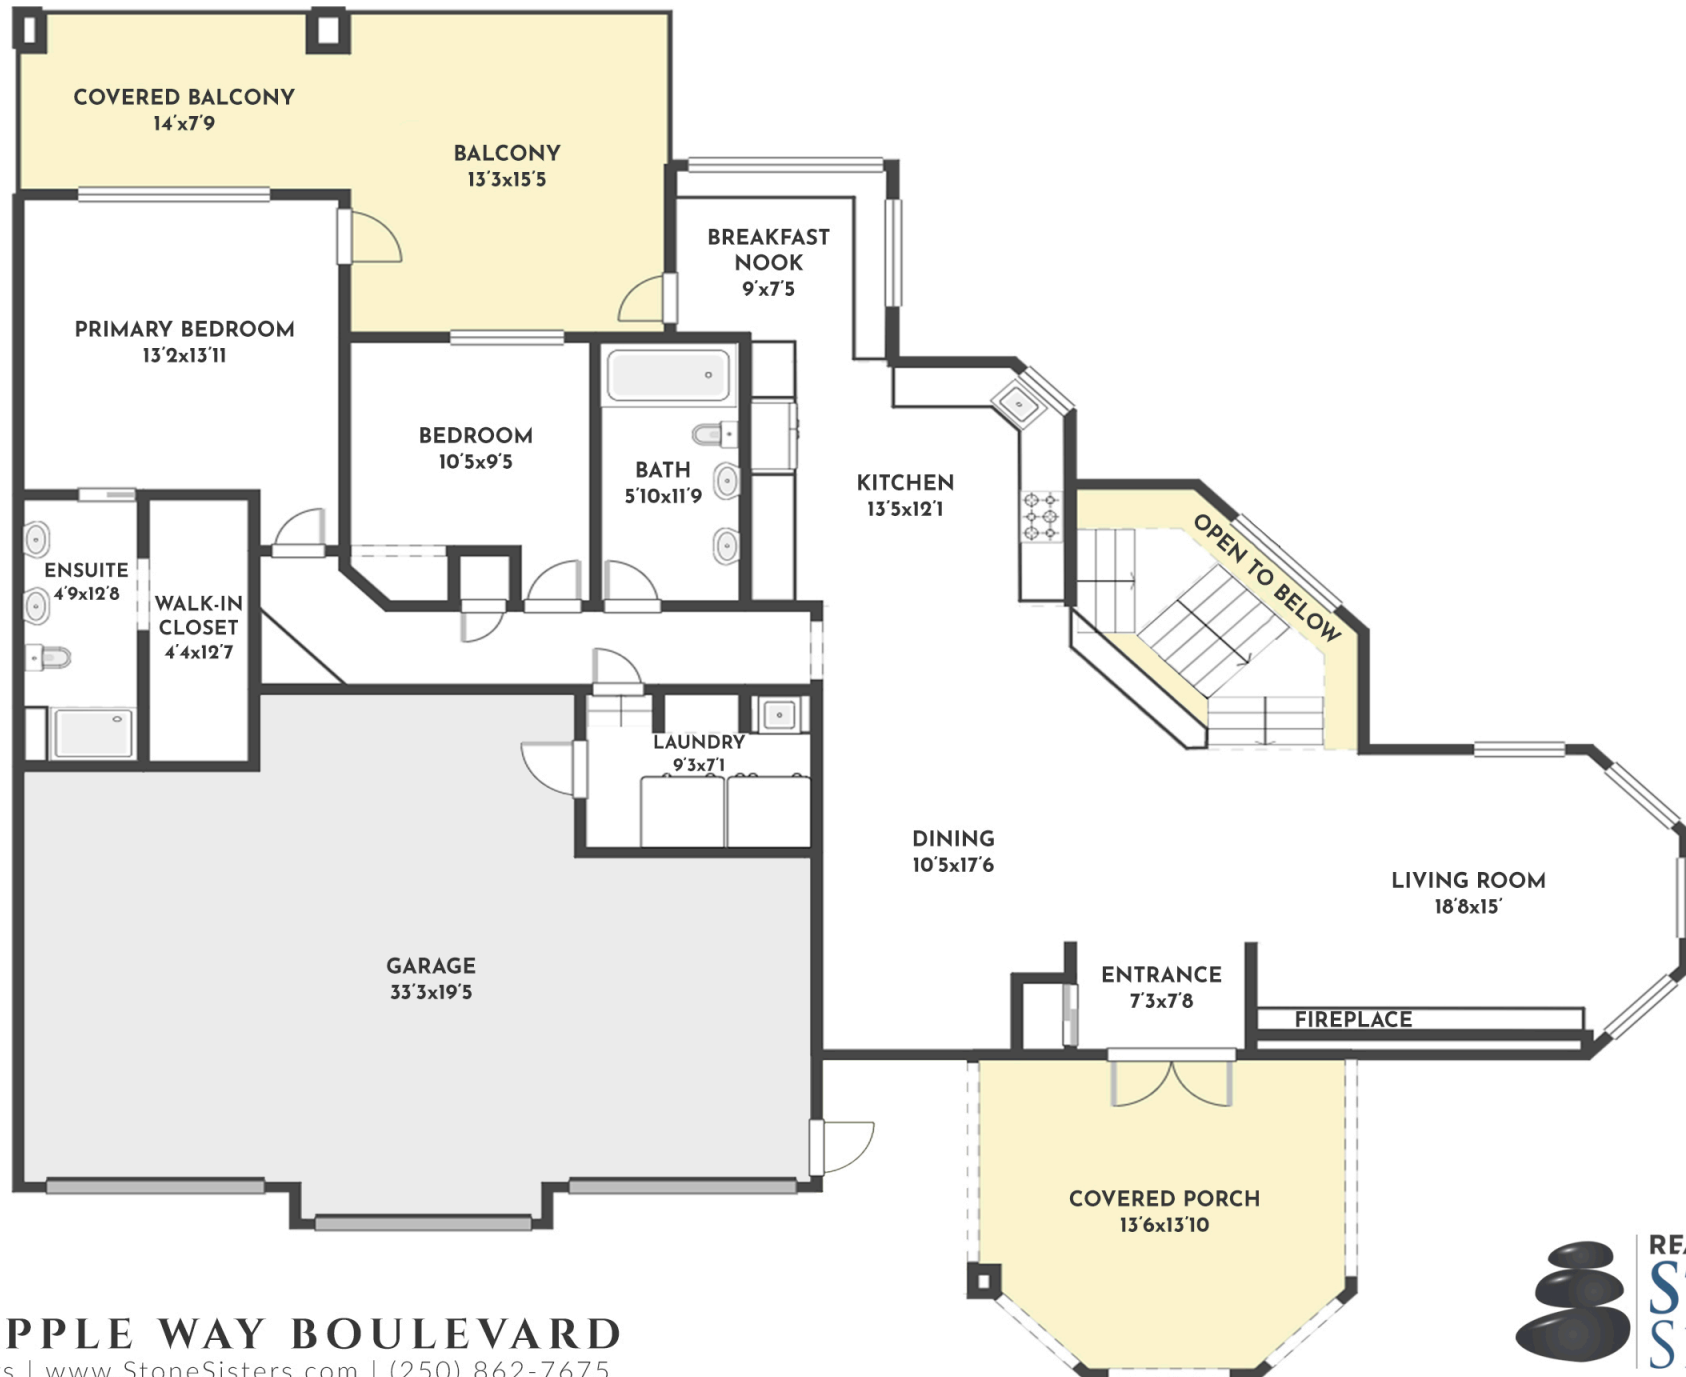 COVERED BALCONY
14'x7'9
BALCONY
13'3x15'5
BREAKFAST
NOOK
9'x7'5
PRIMARY BEDROOM
13'2x13'11
BEDROOM
10'5x9'5
BATH
5'10x11'9
KITCHEN
13'5x12'1
OPEN TO BELOW
ENSUITE
4'9x12'8
WALK-IN
CLOSET
4'4x12'7
LAUNDRY
9'3x7'1
DINING
10'5x17'6
LIVING ROOM
18'8x15'
GARAGE
33'3x19'5
ENTRANCE
7'3x7'8
FIREPLACE
COVERED PORCH
13'6x13'10
PPLE WAY BOULEVARD
s | www.StoneSisters.com | (250) 862-7675